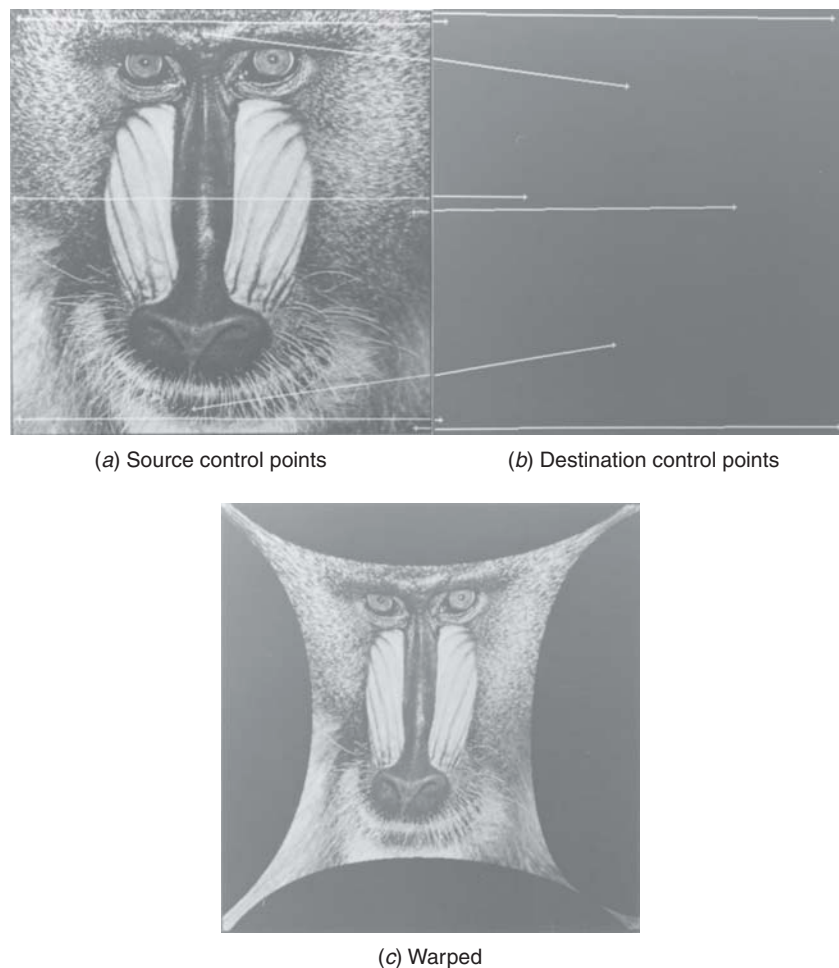 (a) Source control points
(b) Destination control points
(c) Warped